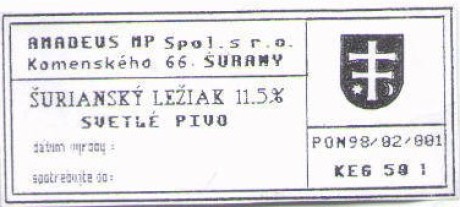 AMADEUS MP Spol. s r.o.
Komenského 66. ŠURANY
ŠURIANSKÝ LEŽIAK 11.5%
SVETLÉ PIVO
dátum výroby :
spotrebujte do:
PON98/02/001
KEG 50 l